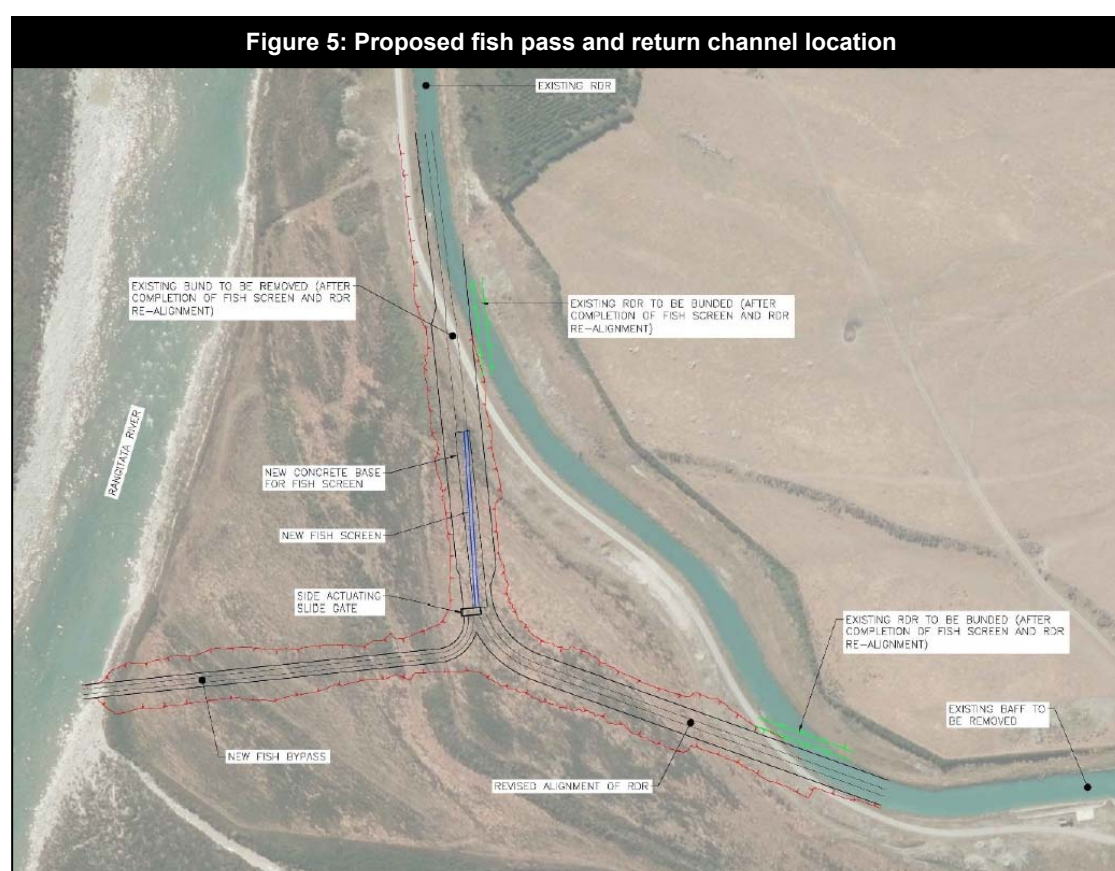 Figure 5: Proposed fish pass and return channel location
EXISTING RDR
EXISTING BUND TO BE REMOVED (AFTER
COMPLETION OF FISH SCREEN AND RDR
RE-ALIGNMENT)
EXISTING RDR TO BE BUNDED (AFTER
COMPLETION OF FISH SCREEN AND RDR
RE-ALIGNMENT)
RANGITATA RIVER
NEW CONCRETE BASE
FOR FISH SCREEN
NEW FISH SCREEN
SIDE ACTUATING
SLIDE GATE
EXISTING RDR TO BE BUNDED (AFTER
COMPLETION OF FISH SCREEN AND RDR
RE-ALIGNMENT)
EXISTING BAFF TO
BE REMOVED
NEW FISH BYPASS
REVISED ALIGNMENT OF RDR